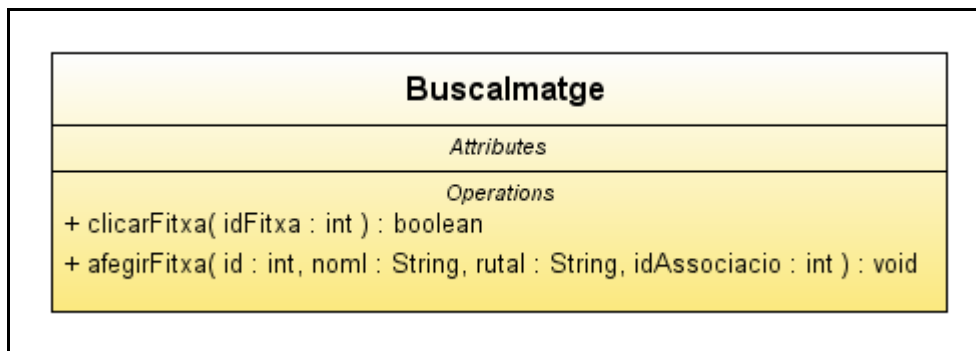 BuscaImatge
Attributes
Operations
+ clicarFitxa( idFitxa : int ) : boolean
+ afegirFitxa( id : int, nomI : String, rutaI : String, idAssociacio : int ) : void